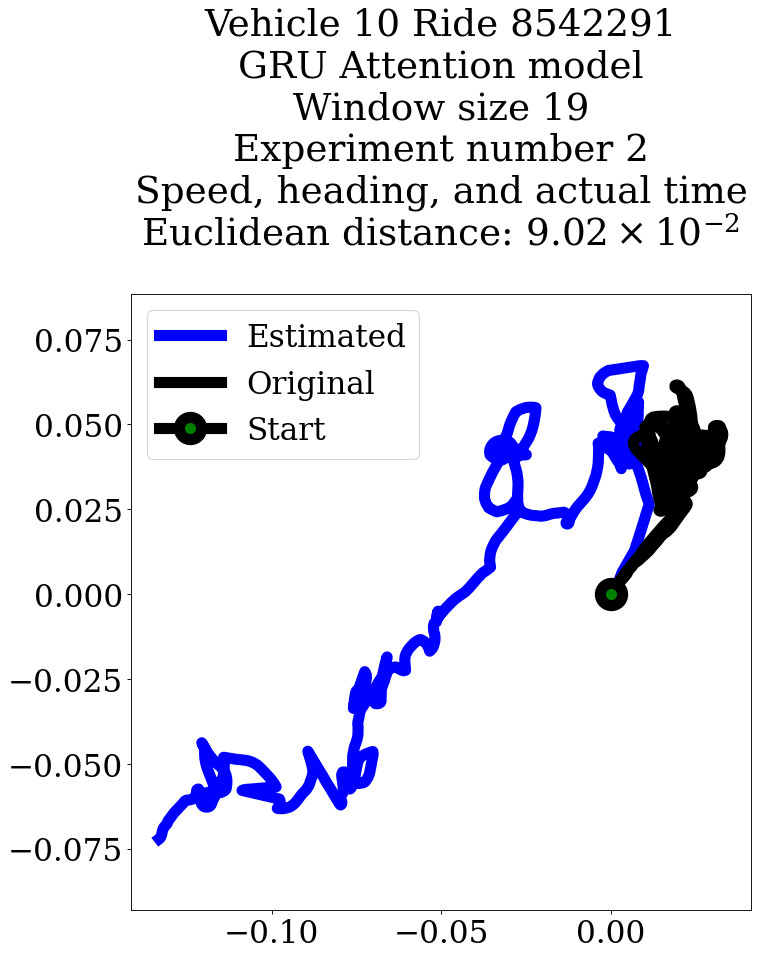 Vehicle 10 Ride 8542291
GRU Attention model
Window size 19
Experiment number 2
Speed, heading, and actual time
Euclidean distance: 9.02 × 10⁻²
Estimated
Original
Start
0.075
0.050
0.025
0.000
−0.025
−0.050
−0.075
−0.10
−0.05
0.00